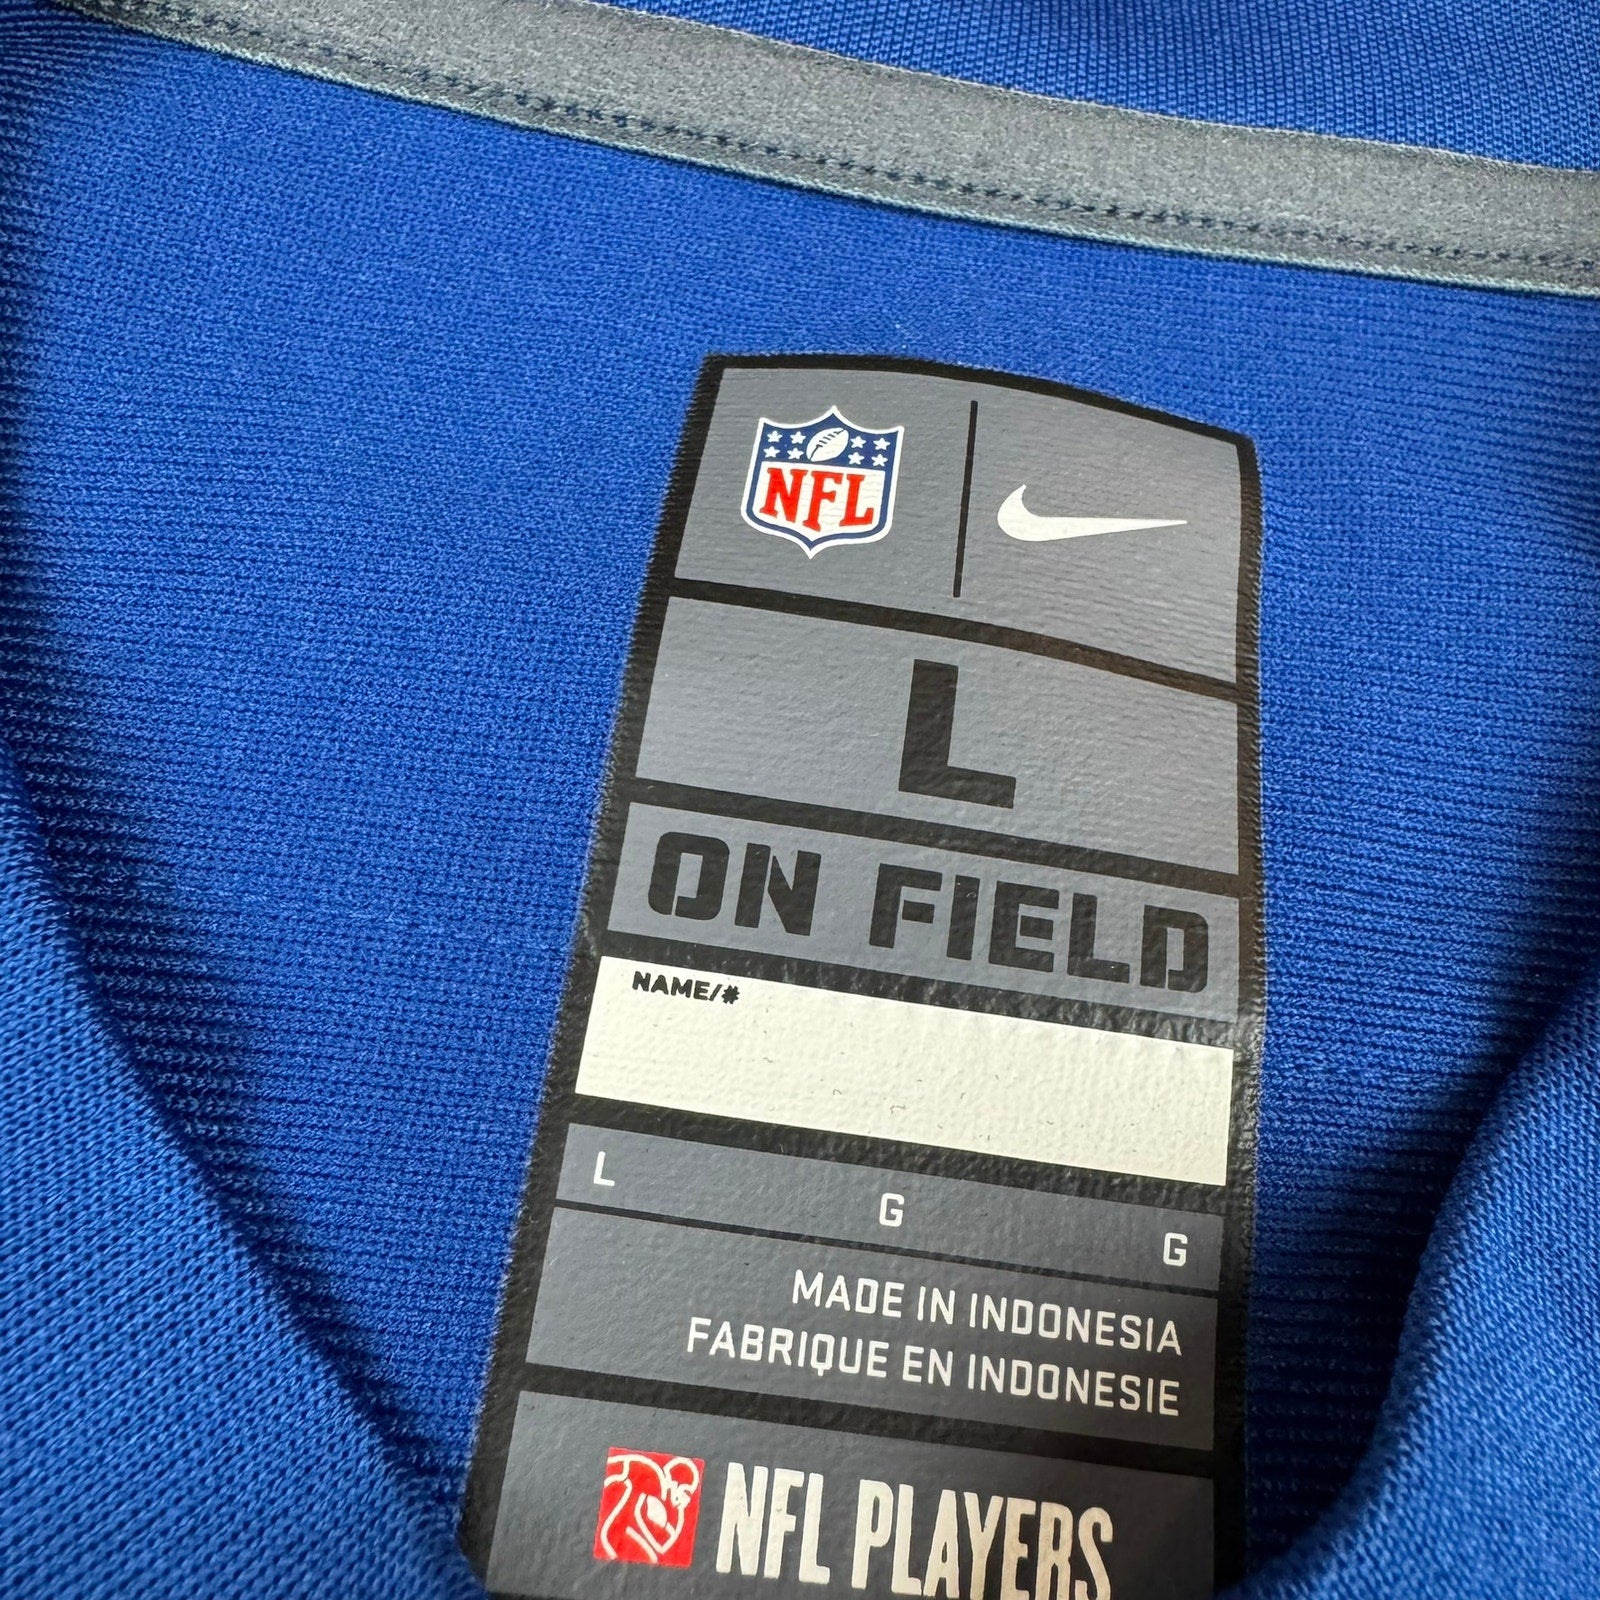 NFL
L
ON FIELD
NAME/#
L G G
MADE IN INDONESIA
FABRIQUE EN INDONESIE
NFL PLAYERS